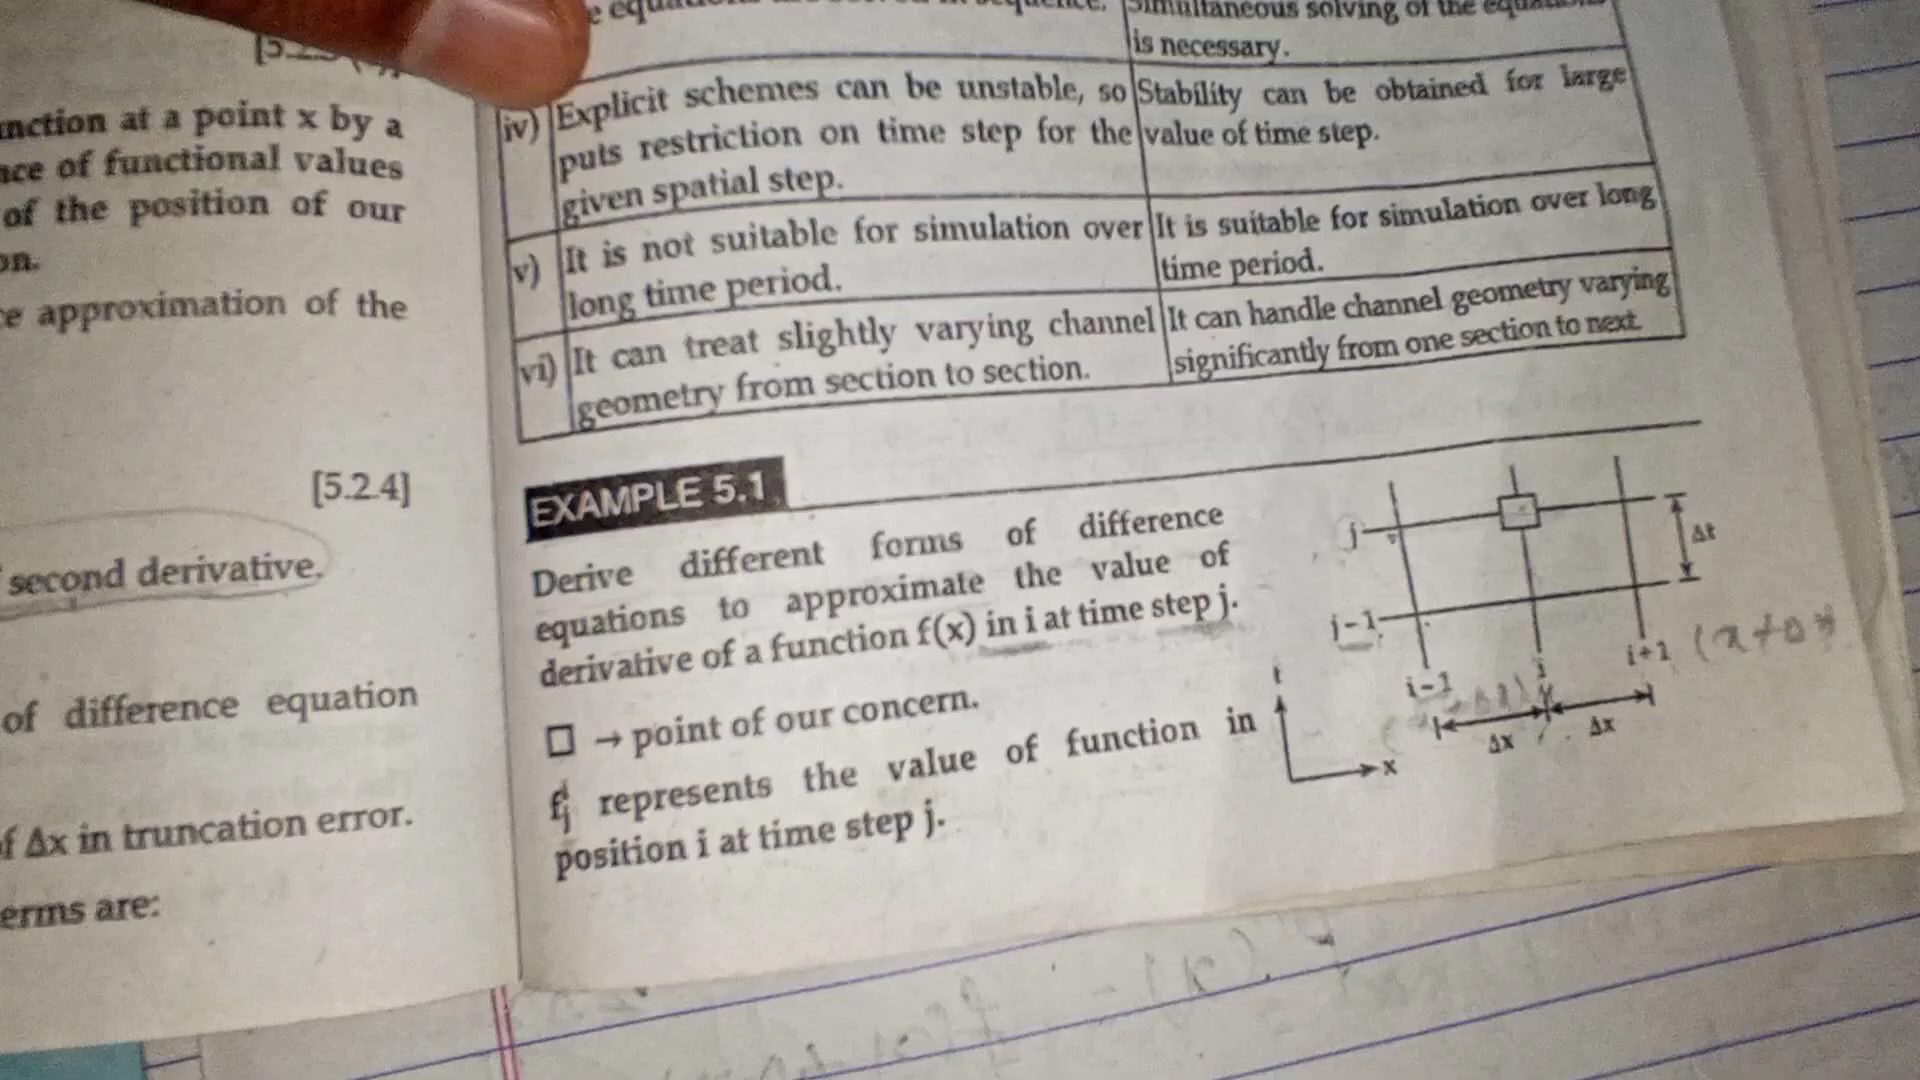 nction at a point x by a
nce of functional values
of the position of our
on.
e approximation of the
[5.2.4]
second derivative.
of difference equation
f Δx in truncation error.
erms are:
Simultaneous solving of the equations
is necessary.
iv) Explicit schemes can be unstable, so
puts restriction on time step for the
given spatial step.
Stability can be obtained for large
value of time step.
v) It is not suitable for simulation over
long time period.
It is suitable for simulation over long
time period.
vi) It can treat slightly varying channel
geometry from section to section.
It can handle channel geometry varying
significantly from one section to next.
EXAMPLE 5.1
Derive different forms of difference
equations to approximate the value of
derivative of a function f(x) in i at time step j.
□ → point of our concern.
represents the value of function in
position i at time step j.
j
Δt
j-1
i-1
i
i+1
Δx
Δx
t
x